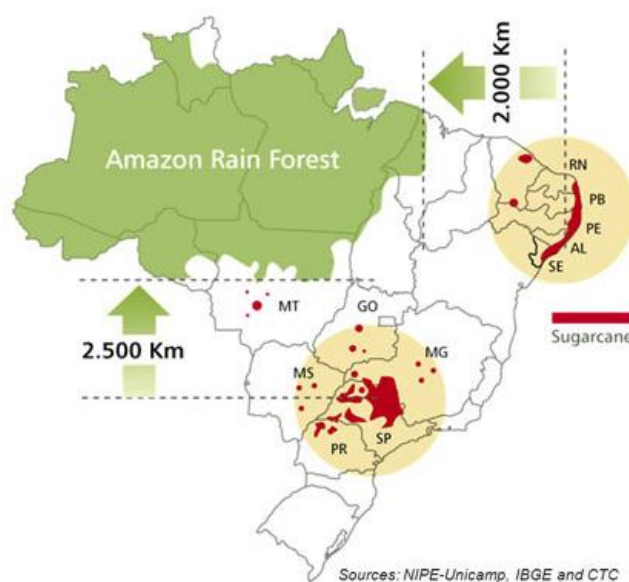 2.000 Km
Amazon Rain Forest
RN
PB
PE
AL
SE
MT
GO
Sugarcane
2.500 Km
MS
MG
SP
PR
Sources: NIPE-Unicamp, IBGE and CTC